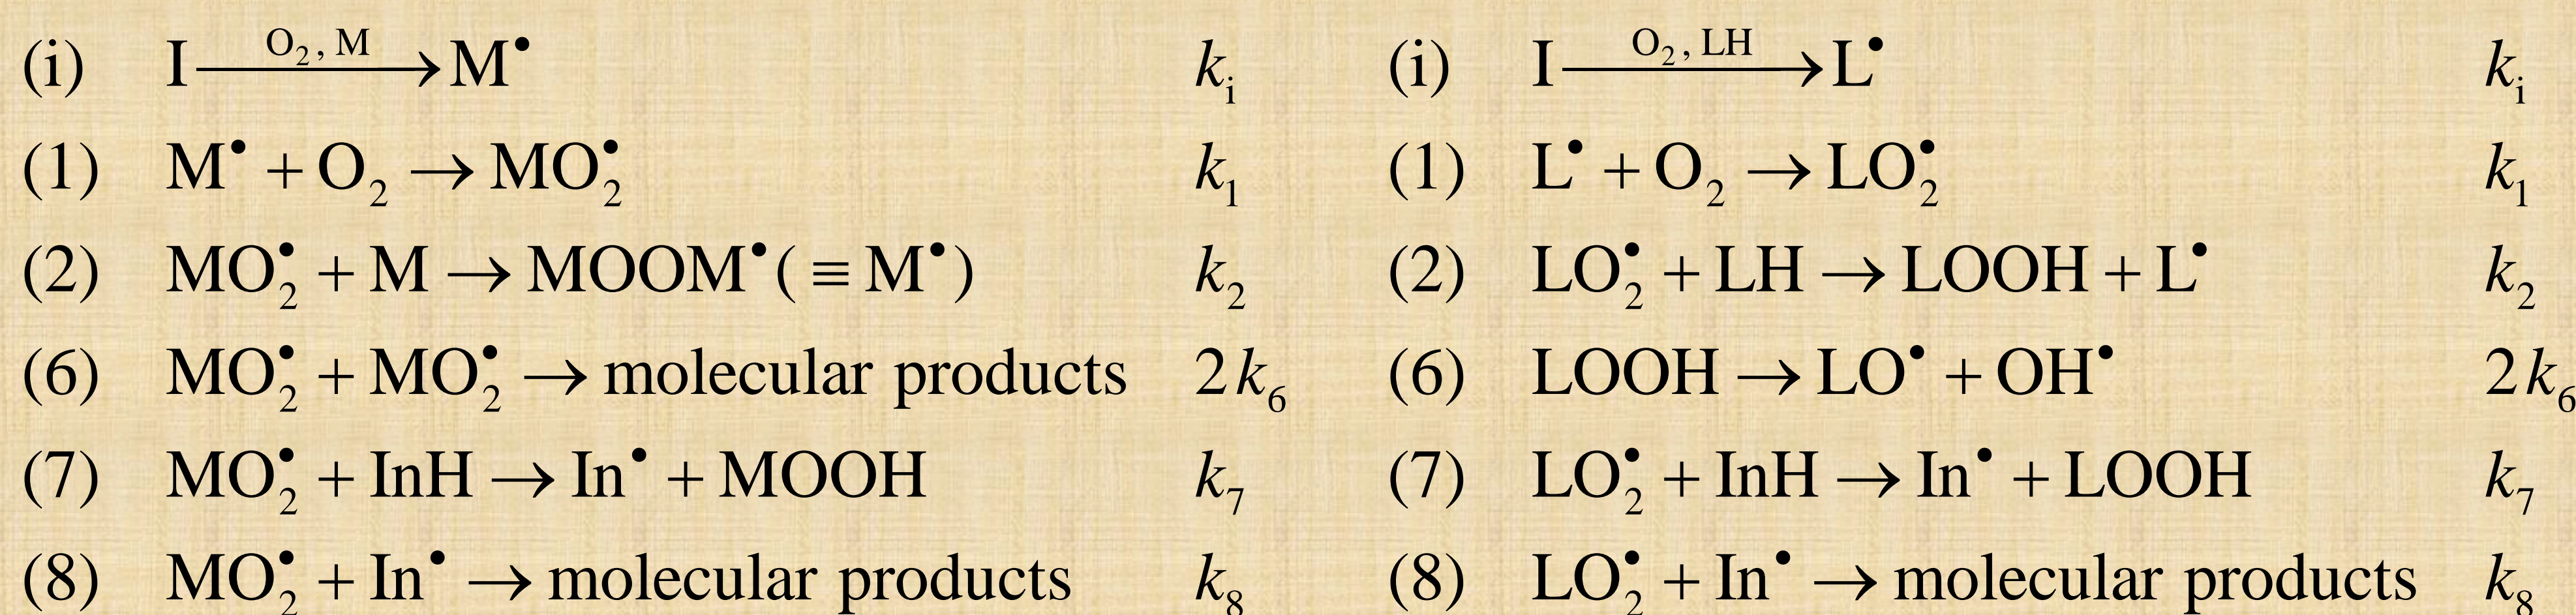 (i) I —O₂, M→ M• kᵢ (i) I —O₂, LH→ L• kᵢ
(1) M• + O₂ → MO₂• k₁ (1) L• + O₂ → LO₂• k₁
(2) MO₂• + M → MOOM• (≡ M•) k₂ (2) LO₂• + LH → LOOH + L• k₂
(6) MO₂• + MO₂• → molecular products 2k₆ (6) LOOH → LO• + OH• 2k₆
(7) MO₂• + InH → In• + MOOH k₇ (7) LO₂• + InH → In• + LOOH k₇
(8) MO₂• + In• → molecular products k₈ (8) LO₂• + In• → molecular products k₈